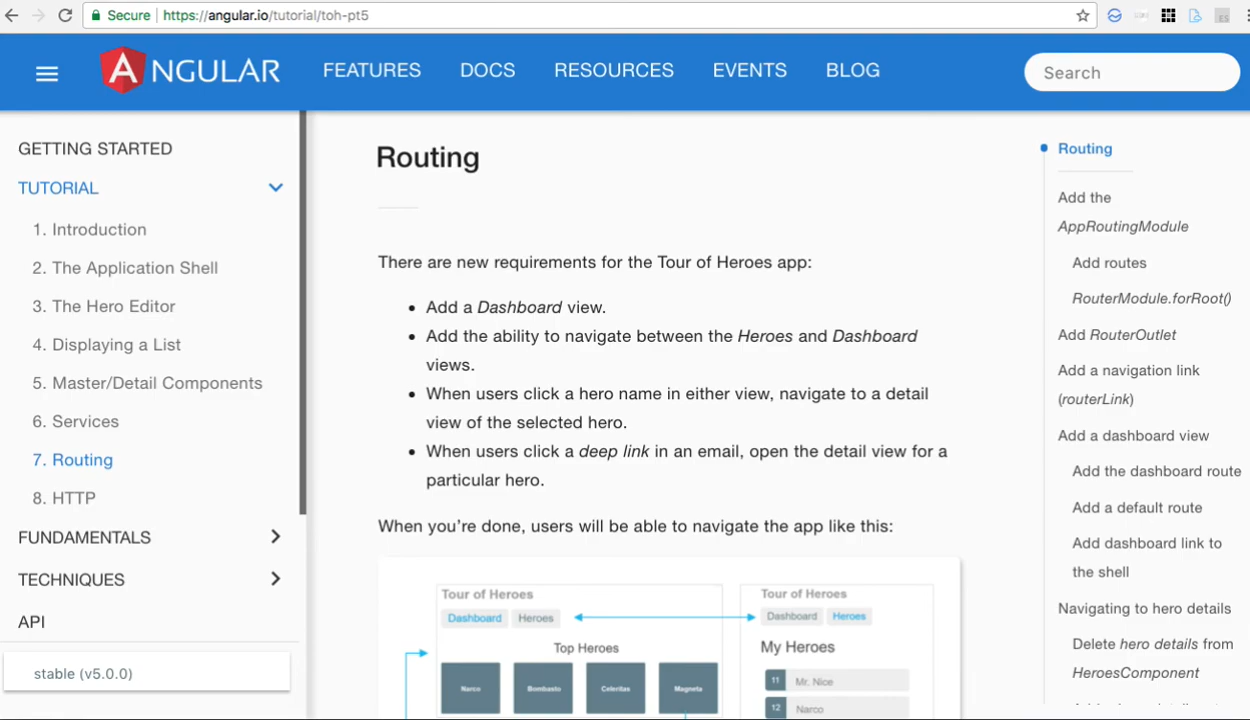 Secure | https://angular.io/tutorial/toh-pt5
ANGULAR
FEATURES
DOCS
RESOURCES
EVENTS
BLOG
Search
GETTING STARTED
TUTORIAL
1. Introduction
2. The Application Shell
3. The Hero Editor
4. Displaying a List
5. Master/Detail Components
6. Services
7. Routing
8. HTTP
FUNDAMENTALS
TECHNIQUES
API
stable (v5.0.0)
Routing
There are new requirements for the Tour of Heroes app:
• Add a Dashboard view.
• Add the ability to navigate between the Heroes and Dashboard
views.
• When users click a hero name in either view, navigate to a detail
view of the selected hero.
• When users click a deep link in an email, open the detail view for a
particular hero.
When you’re done, users will be able to navigate the app like this:
Tour of Heroes
Dashboard
Heroes
Top Heroes
Narco
Bombasto
Celeritas
Magneta
Tour of Heroes
Dashboard
Heroes
My Heroes
11 Mr. Nice
12 Narco
Routing
Add the
AppRoutingModule
Add routes
RouterModule.forRoot()
Add RouterOutlet
Add a navigation link
(routerLink)
Add a dashboard view
Add the dashboard route
Add a default route
Add dashboard link to
the shell
Navigating to hero details
Delete hero details from
HeroesComponent